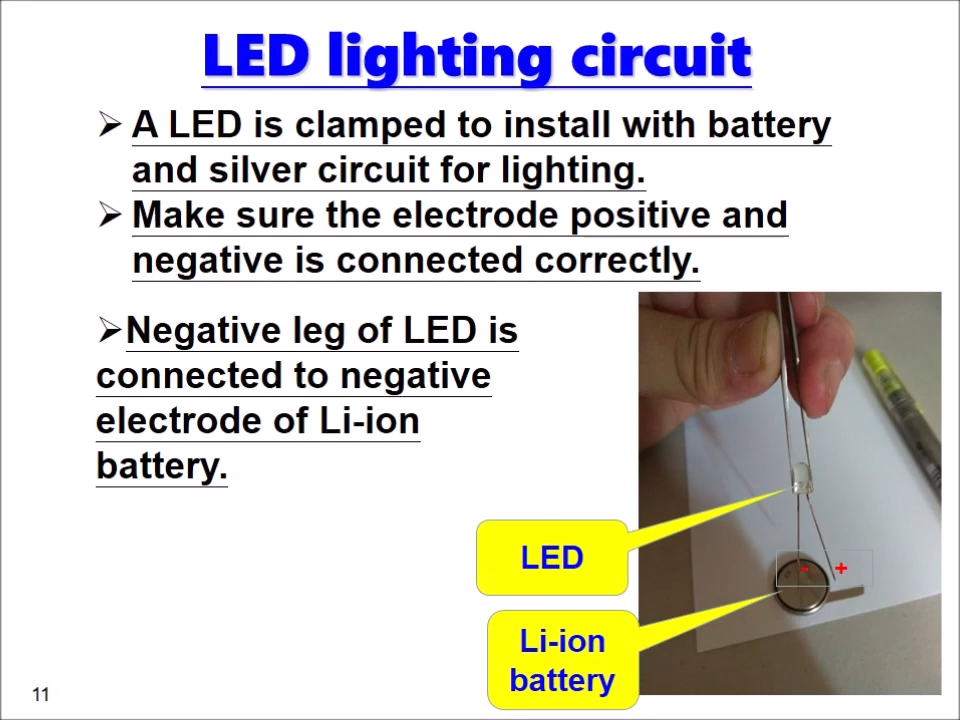 LED lighting circuit
➢ A LED is clamped to install with battery
and silver circuit for lighting.
➢ Make sure the electrode positive and
negative is connected correctly.
➢Negative leg of LED is
connected to negative
electrode of Li-ion
battery.
LED
- +
Li-ion
battery
11